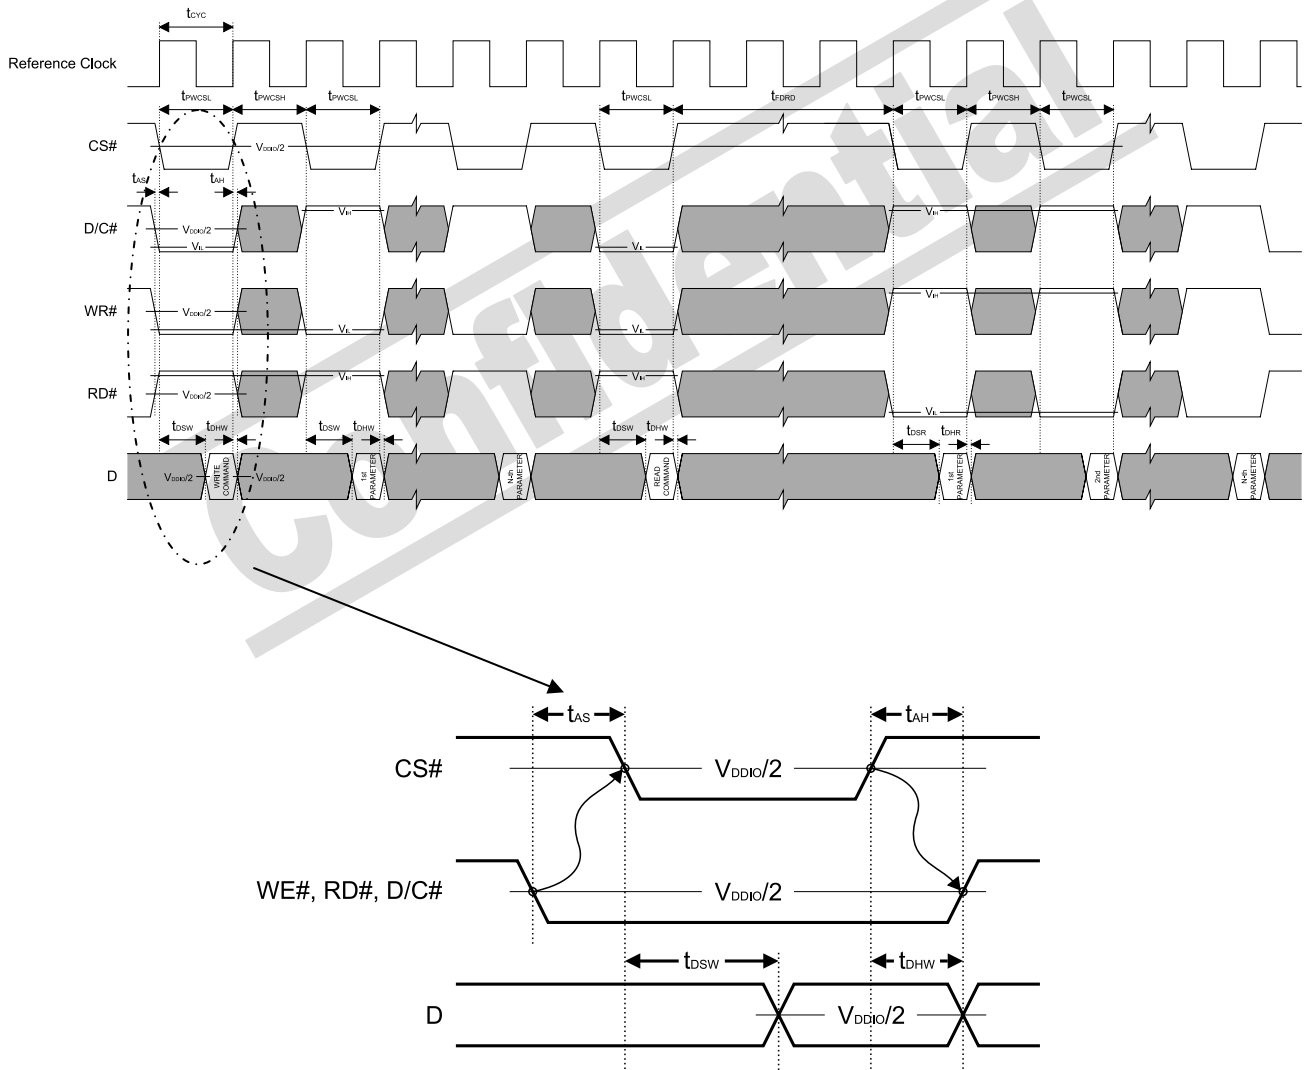 tCYC
Reference Clock
tPWCSL tPWCSH tPWCSL tPWCSL tFDRD tPWCSL tPWCSH tPWCSL
CS# VDDIO/2
tAS tAH
D/C# VDDIO/2 VIL VIH VIL VIH
WR# VDDIO/2 VIL VIL VIH
RD# VDDIO/2 VIH VIH VIL
tDSW tDHW tDSW tDHW tDSW tDHW tDSR tDHR
D VDDIO/2 WRITE COMMAND VDDIO/2 1st PARAMETER N-th PARAMETER READ COMMAND 1st PARAMETER 2nd PARAMETER N-th PARAMETER
Confidential
tAS tAH
CS# VDDIO/2
WE#, RD#, D/C# VDDIO/2
tDSW tDHW
D VDDIO/2